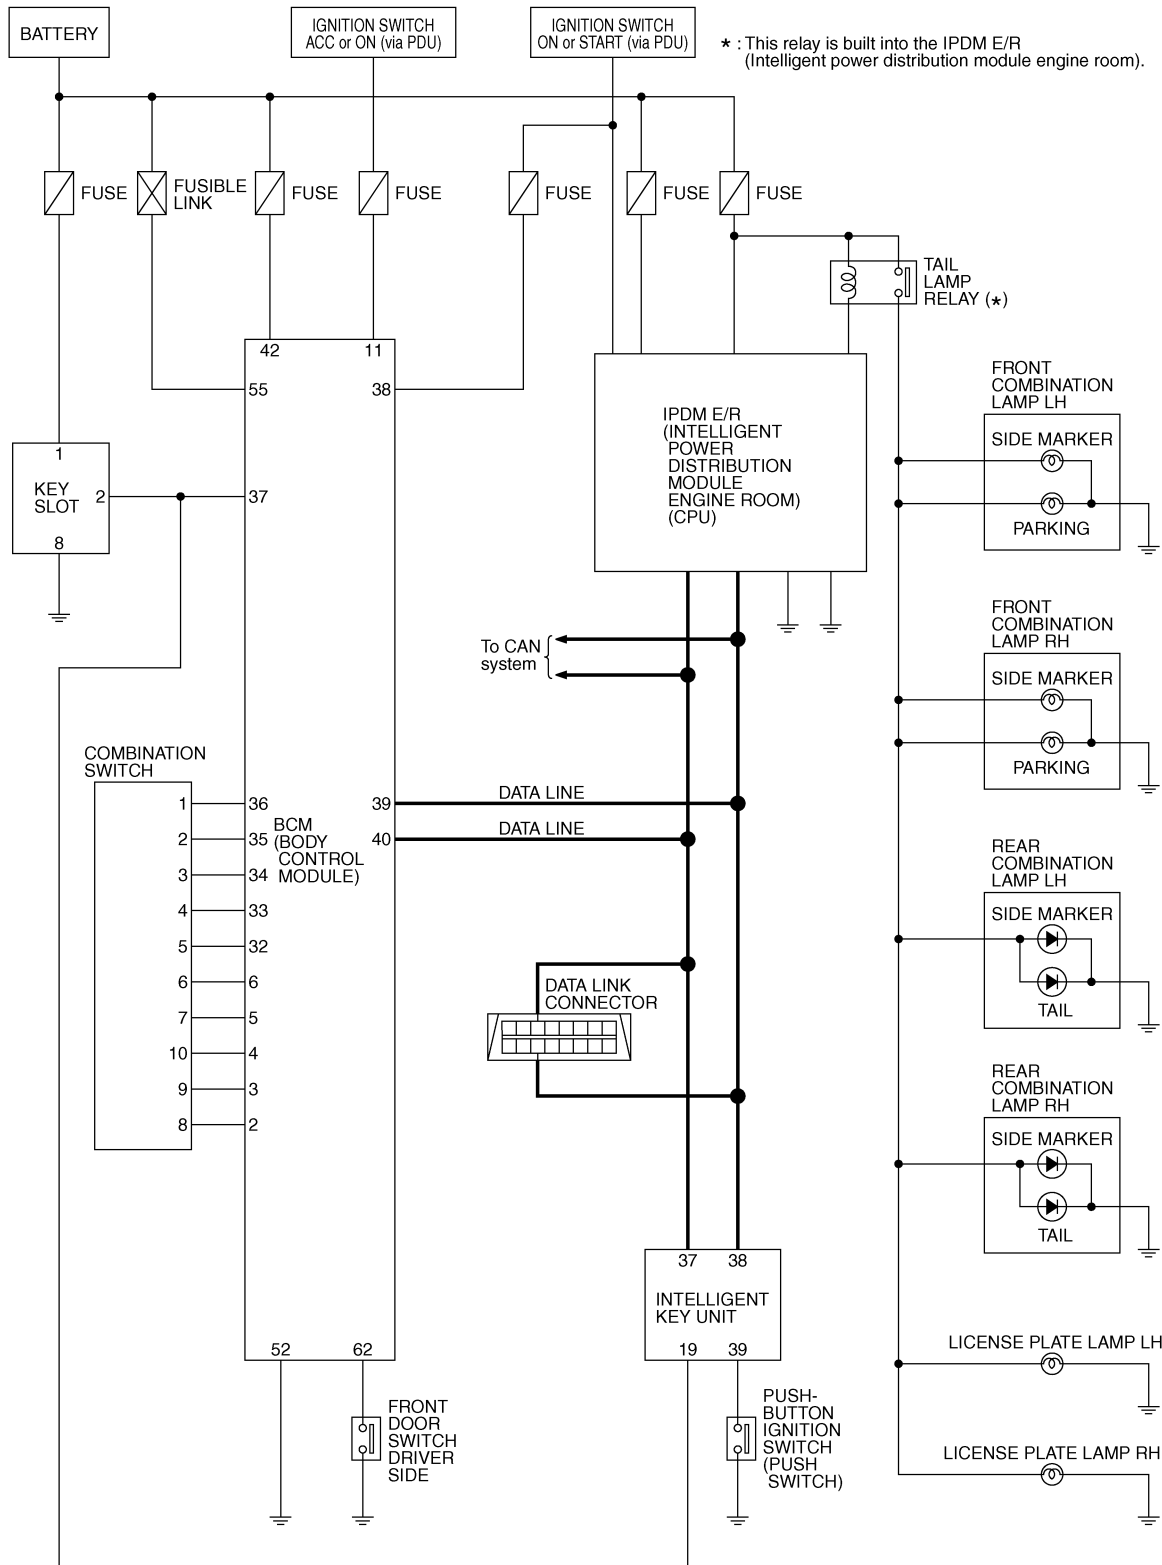 BATTERY
IGNITION SWITCH
ACC or ON (via PDU)
IGNITION SWITCH
ON or START (via PDU)
* : This relay is built into the IPDM E/R
(Intelligent power distribution module engine room).
FUSE
FUSIBLE
LINK
FUSE
FUSE
FUSE
FUSE
FUSE
TAIL
LAMP
RELAY (*)
42
11
55
38
37
1
KEY
SLOT
2
8
IPDM E/R
(INTELLIGENT
POWER
DISTRIBUTION
MODULE
ENGINE ROOM)
(CPU)
FRONT
COMBINATION
LAMP LH
SIDE MARKER
PARKING
FRONT
COMBINATION
LAMP RH
SIDE MARKER
PARKING
To CAN
system
COMBINATION
SWITCH
1
36
2
35
3
34
4
33
5
32
6
6
7
5
10
4
9
3
8
2
BCM
(BODY
CONTROL
MODULE)
39
DATA LINE
40
DATA LINE
REAR
COMBINATION
LAMP LH
SIDE MARKER
TAIL
DATA LINK
CONNECTOR
REAR
COMBINATION
LAMP RH
SIDE MARKER
TAIL
37
38
INTELLIGENT
KEY UNIT
19
39
52
62
FRONT
DOOR
SWITCH
DRIVER
SIDE
PUSH-
BUTTON
IGNITION
SWITCH
(PUSH
SWITCH)
LICENSE PLATE LAMP LH
LICENSE PLATE LAMP RH